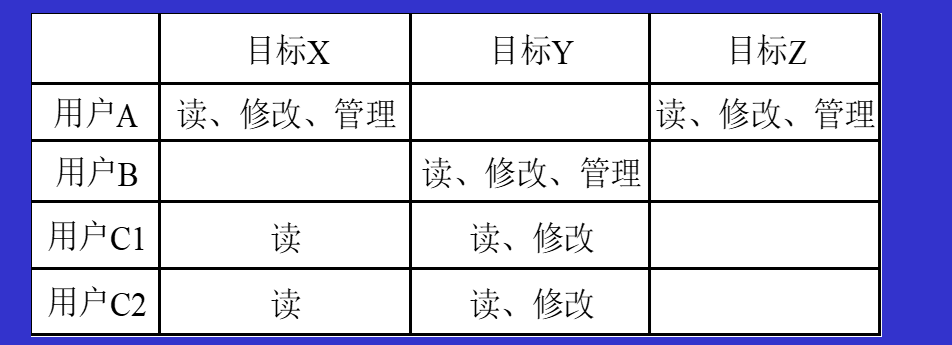 目标X 目标Y 目标Z
用户A 读、修改、管理 读、修改、管理
用户B 读、修改、管理
用户C1 读 读、修改
用户C2 读 读、修改